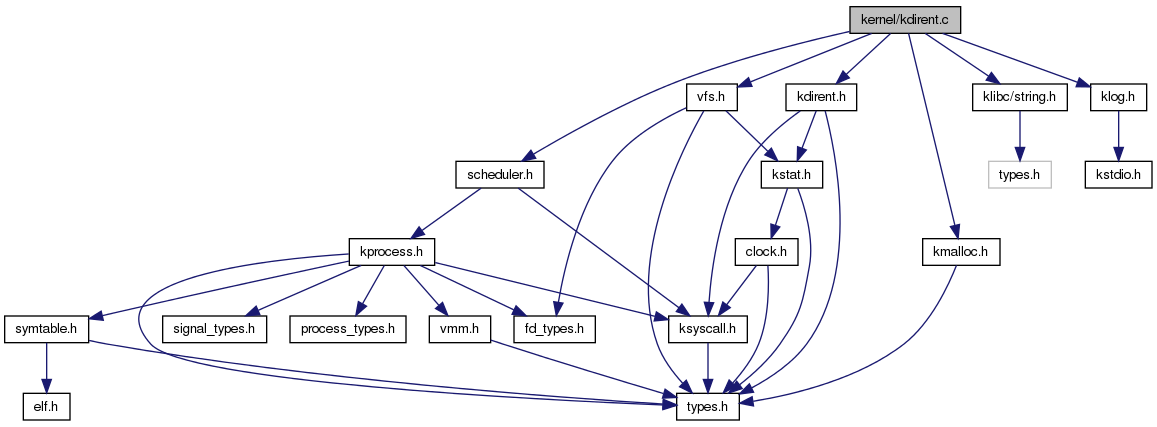 kernel/kdirent.c
vfs.h
kdirent.h
klibc/string.h
klog.h
scheduler.h
kstat.h
types.h
kstdio.h
kprocess.h
clock.h
kmalloc.h
symtable.h
signal_types.h
process_types.h
vmm.h
fd_types.h
ksyscall.h
elf.h
types.h